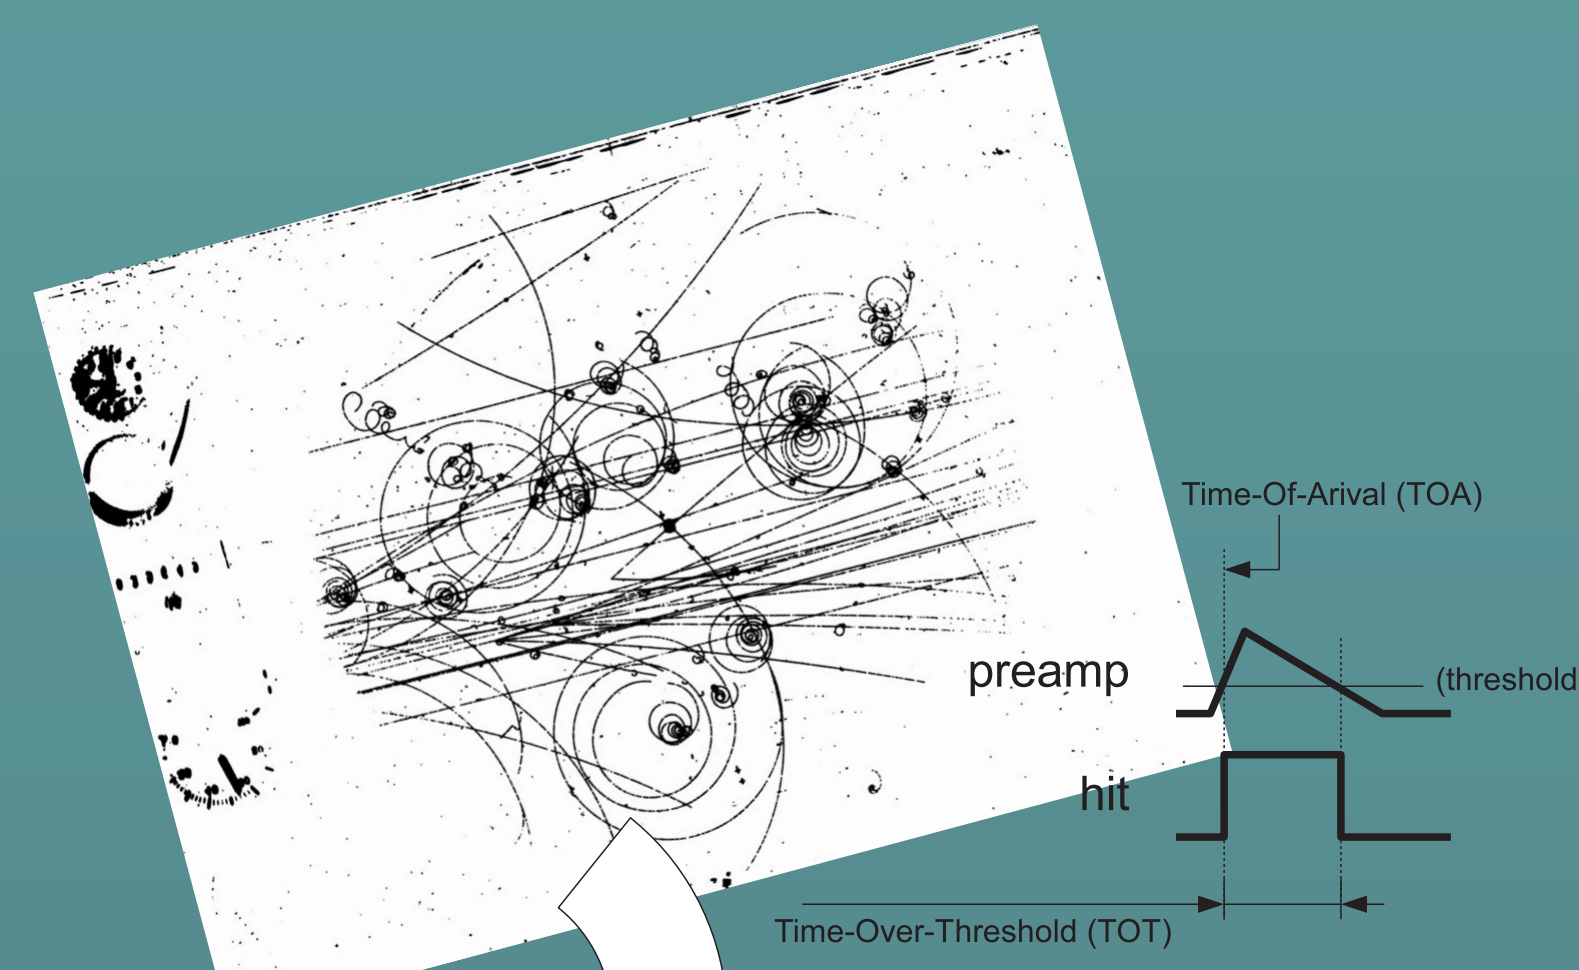 Time-Of-Arival (TOA)
preamp
(threshold
hit
Time-Over-Threshold (TOT)